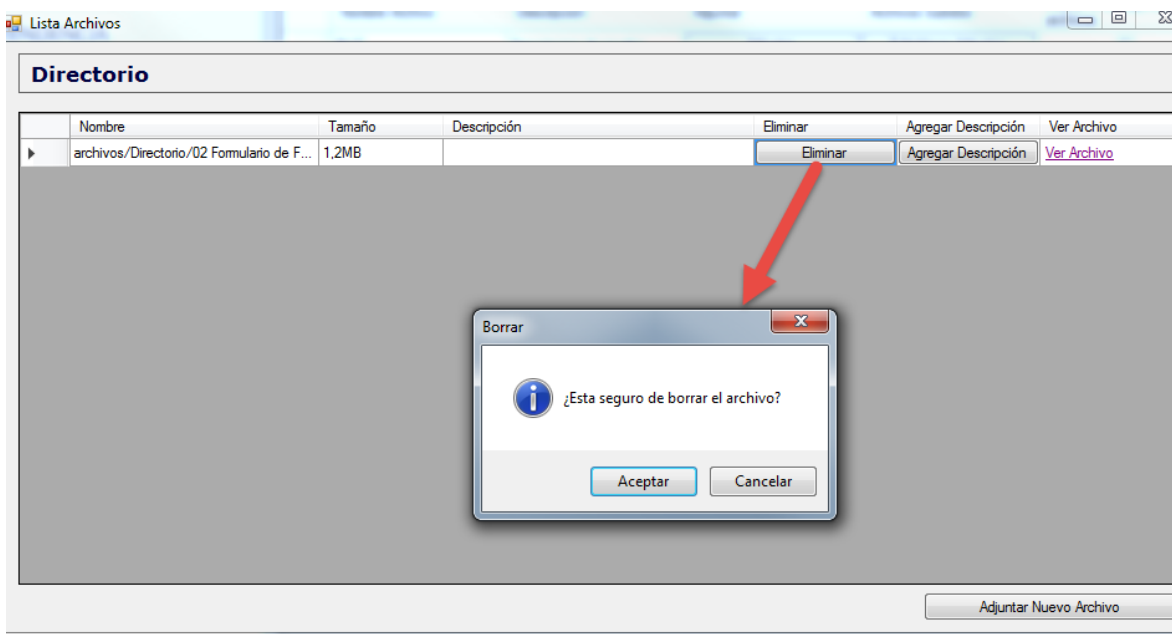 Lista Archivos
Directorio
Nombre Tamaño Descripción Eliminar Agregar Descripción Ver Archivo
archivos/Directorio/02 Formulario de F... 1,2MB Eliminar Agregar Descripción Ver Archivo
Borrar
¿Esta seguro de borrar el archivo?
Aceptar Cancelar
Adjuntar Nuevo Archivo